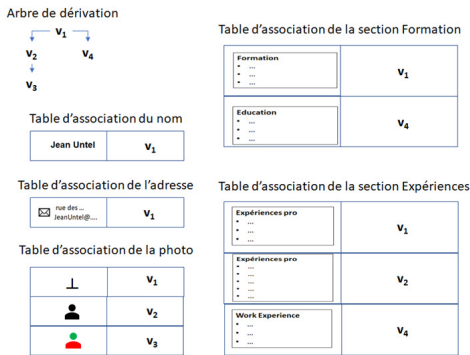 Arbre de dérivation
v1
v2 v4
v3
Table d'association du nom
Jean Untel v1
Table d'association de l'adresse
rue des ...
JeanUntel@....
v1
Table d'association de la photo
⊥ v1
v2
v3
Table d'association de la section Formation
Formation
• ...
• ...
v1
Education
• ...
• ...
v4
Table d'association de la section Expériences
Expériences pro
• ...
• ...
v1
Expériences pro
• ...
• ...
• ...
• ...
• ...
v2
Work Experience
• ...
• ...
• ...
v4